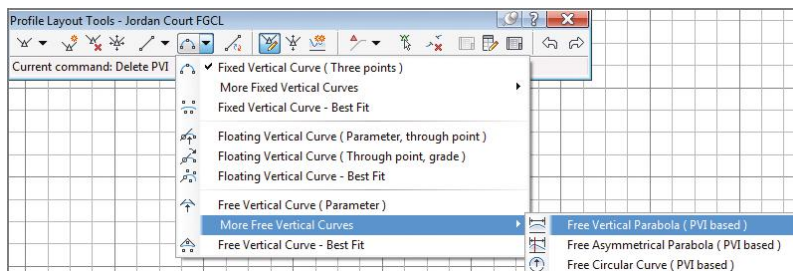 Profile Layout Tools - Jordan Court FGCL
Current command: Delete PVI
Fixed Vertical Curve ( Three points )
More Fixed Vertical Curves
Fixed Vertical Curve - Best Fit
Floating Vertical Curve ( Parameter, through point )
Floating Vertical Curve ( Through point, grade )
Floating Vertical Curve - Best Fit
Free Vertical Curve ( Parameter )
More Free Vertical Curves
Free Vertical Curve - Best Fit
Free Vertical Parabola ( PVI based )
Free Asymmetrical Parabola ( PVI based )
Free Circular Curve ( PVI based )